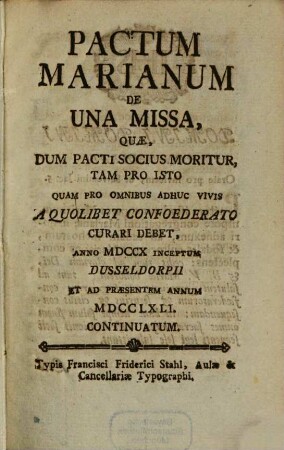 PACTUM
MARIANUM
DE
UNA MISSA,
QUÆ,
DUM PACTI SOCIUS MORITUR,
TAM PRO ISTO
QUAM PRO OMNIBUS ADHUC VIVIS
A QUOLIBET CONFOEDERATO
CURARI DEBET,
ANNO MDCCX INCEPTUM
DUSSELDORPII
ET AD PRÆSENTEM ANNUM
MDCCLXLI.
CONTINUATUM.
Typis Francisci Friderici Stahl, Aulæ &
Cancellariæ Typographi.